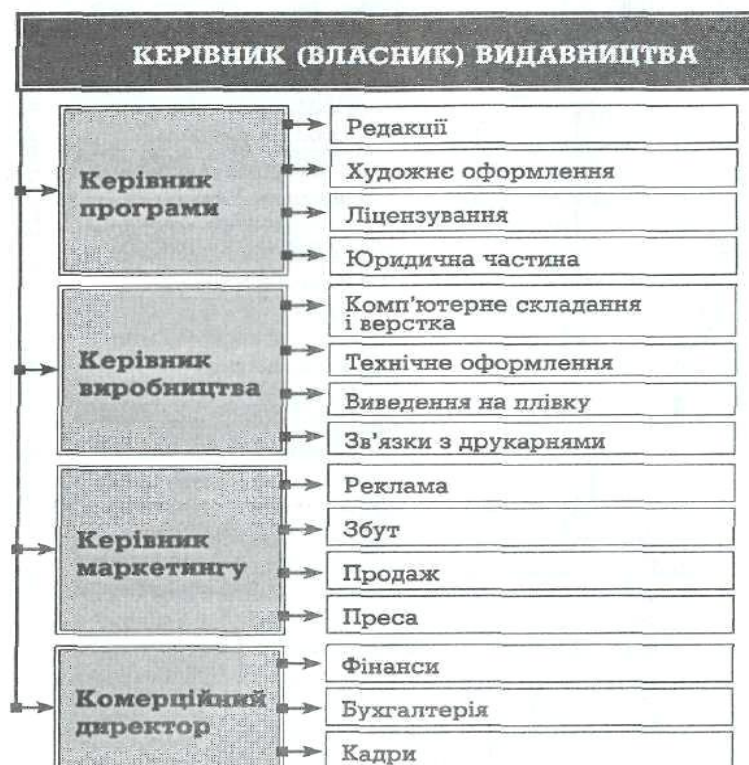 КЕРІВНИК (ВЛАСНИК) ВИДАВНИЦТВА
Керівник
програми
Редакції
Художнє оформлення
Ліцензування
Юридична частина
Керівник
виробництва
Комп'ютерне складання
і верстка
Технічне оформлення
Виведення на плівку
Зв'язки з друкарнями
Керівник
маркетингу
Реклама
Збут
Продаж
Преса
Комерційний
директор
Фінанси
Бухгалтерія
Кадри